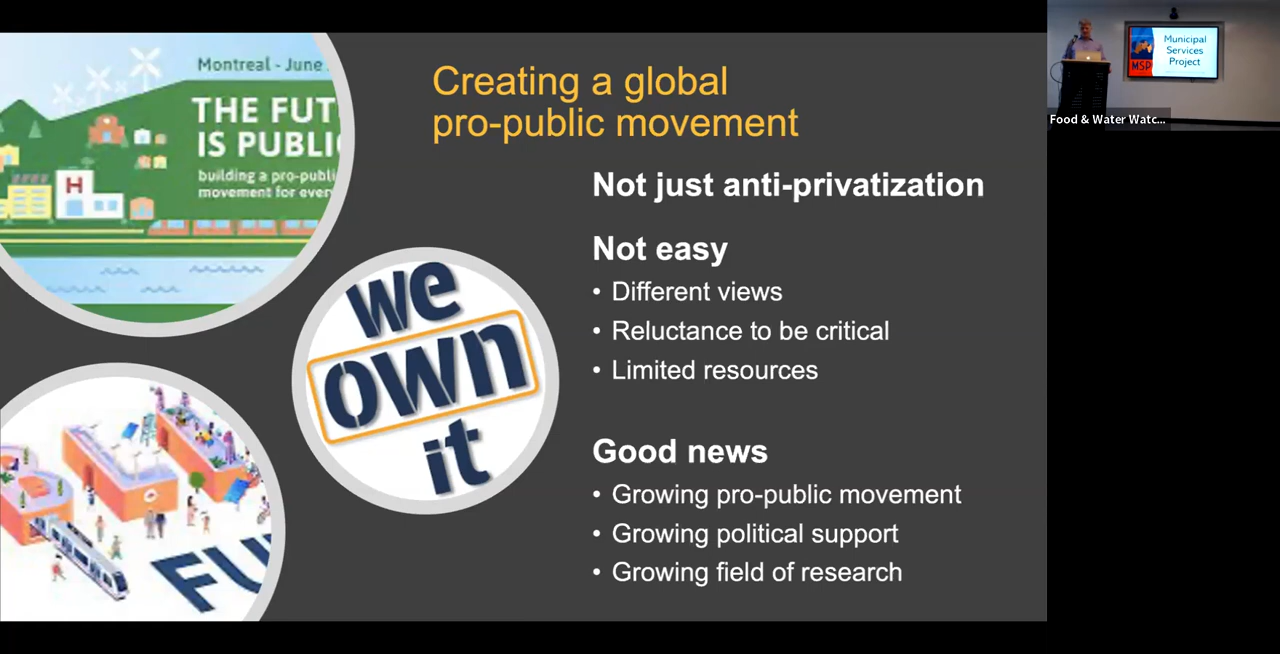 Montreal - June
THE FUT
IS PUBLI
building a pro-publi
movement for ever
H
Creating a global
pro-public movement
Not just anti-privatization
Not easy
• Different views
• Reluctance to be critical
• Limited resources
Good news
• Growing pro-public movement
• Growing political support
• Growing field of research
we
own
it
FU
Municipal
Services
Project
MSP
Food & Water Watc...